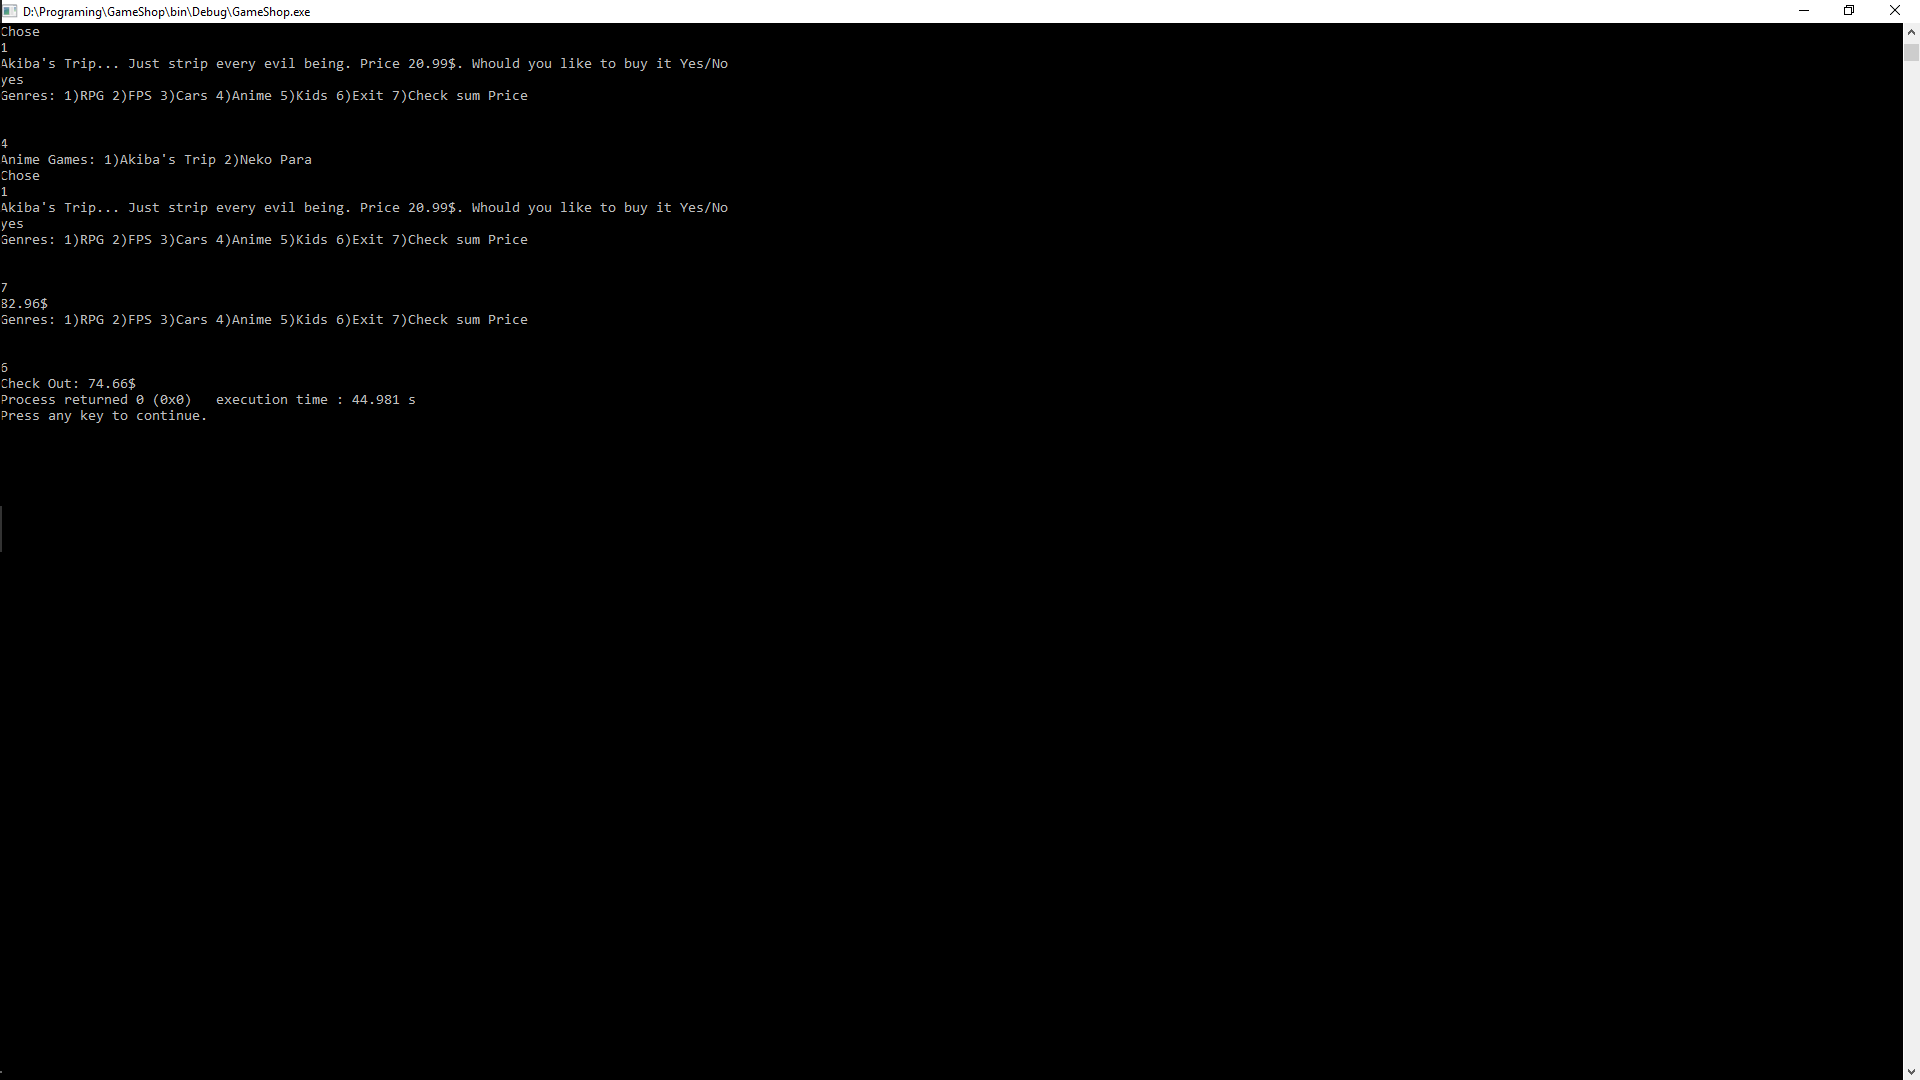 D:\Programing\GameShop\bin\Debug\GameShop.exe
Chose
1
Akiba's Trip... Just strip every evil being. Price 20.99$. Whould you like to buy it Yes/No
yes
Genres: 1)RPG 2)FPS 3)Cars 4)Anime 5)Kids 6)Exit 7)Check sum Price
4
Anime Games: 1)Akiba's Trip 2)Neko Para
Chose
1
Akiba's Trip... Just strip every evil being. Price 20.99$. Whould you like to buy it Yes/No
yes
Genres: 1)RPG 2)FPS 3)Cars 4)Anime 5)Kids 6)Exit 7)Check sum Price
7
82.96$
Genres: 1)RPG 2)FPS 3)Cars 4)Anime 5)Kids 6)Exit 7)Check sum Price
6
Check Out: 74.66$
Process returned 0 (0x0)   execution time : 44.981 s
Press any key to continue.